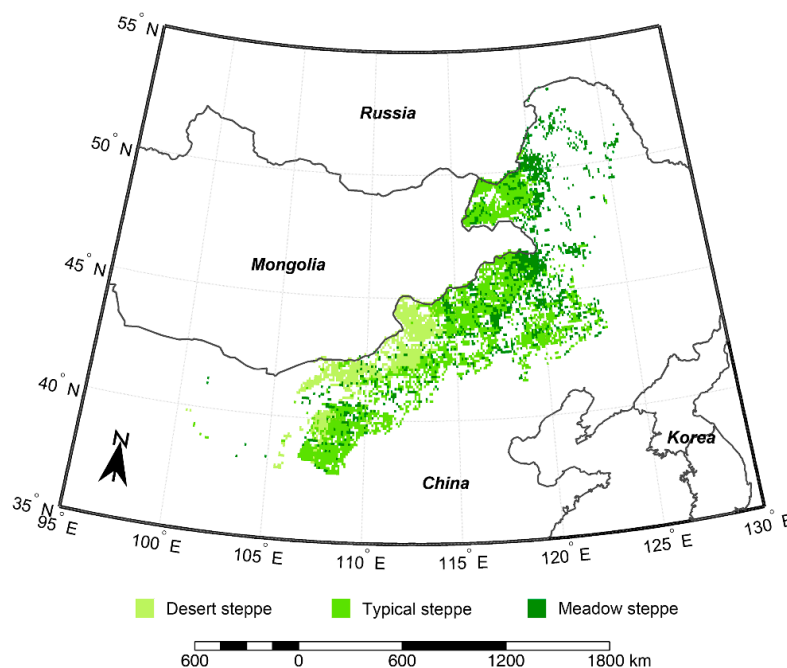 55° N
Russia
50° N
Mongolia
45° N
40° N
Korea
N
China
35° N
95° E
100° E
105° E
110° E
115° E
120° E
125° E
130° E
Desert steppe
Typical steppe
Meadow steppe
600 0 600 1200 1800 km